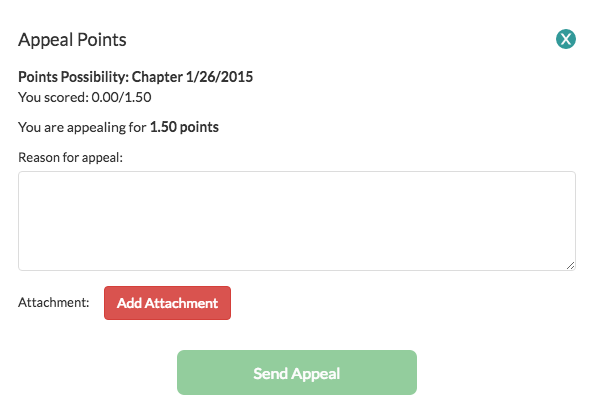 Appeal Points
X
Points Possibility: Chapter 1/26/2015
You scored: 0.00/1.50
You are appealing for 1.50 points
Reason for appeal:
Attachment: Add Attachment
Send Appeal